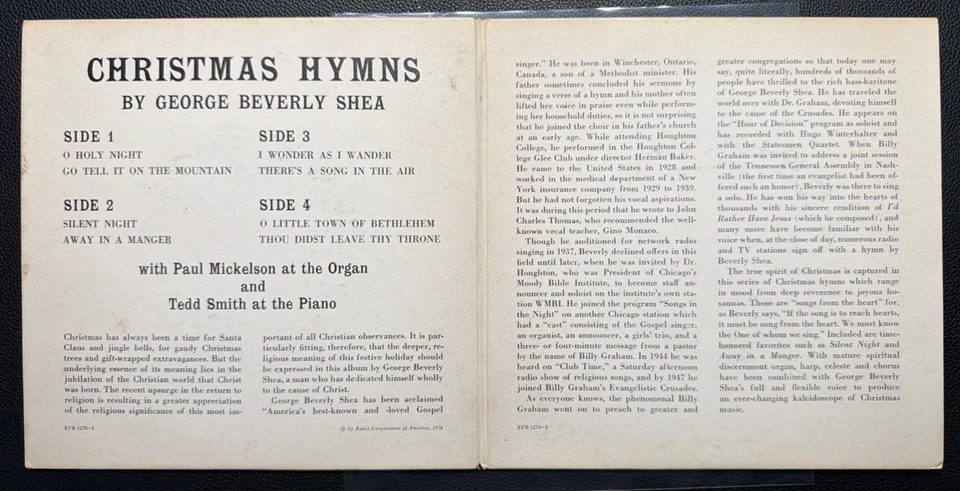 CHRISTMAS HYMNS
BY GEORGE BEVERLY SHEA
SIDE 1
O HOLY NIGHT
GO TELL IT ON THE MOUNTAIN
SIDE 2
SILENT NIGHT
AWAY IN A MANGER
SIDE 3
I WONDER AS I WANDER
THERE'S A SONG IN THE AIR
SIDE 4
O LITTLE TOWN OF BETHLEHEM
THOU DIDST LEAVE THY THRONE
with Paul Mickelson at the Organ
and
Tedd Smith at the Piano
Christmas has always been a time for Santa
Claus and jingle bells, for gandy Christmas
trees and gift-wrapped extravagances. But the
underlying essence of its meaning lies in the
jubilation of the Christian world that Christ
was born. The recent upsurge in the return to
religion is resulting in a greater appreciation
of the religious significance of this most im-
portant of all Christian observances. It is par-
ticularly fitting, therefore, that the deeper, re-
ligious meaning of this festive holiday should
be expressed in this album by George Beverly
Shea, a man who has dedicated himself wholly
to the cause of Christ.
George Beverly Shea has been acclaimed
"America's best-known and -loved Gospel
EPB-1270-1
© by Radio Corporation of America, 1956
singer." He was born in Winchester, Ontario,
Canada, a son of a Methodist minister. His
father sometimes concluded his sermons by
singing a verse of a hymn and his mother often
lifted her voice in praise even while perform-
ing her household duties, so it is not surprising
that he joined the choir in his father's church
at an early age. While attending Houghton
College, he performed in the Houghton Col-
lege Glee Club under director Herman Baker.
He came to the United States in 1928 and
worked in the medical department of a New
York insurance company from 1929 to 1939.
But he had not forgotten his vocal aspirations.
It was during this period that he wrote to John
Charles Thomas, who recommended the well-
known vocal teacher, Gino Monaco.
Though he auditioned for network radio
singing in 1937, Beverly declined offers in this
field until later, when he was invited by Dr.
Houghton, who was President of Chicago's
Moody Bible Institute, to become staff an-
nouncer and soloist on the institute's own sta-
tion WMBI. He joined the program "Songs in
the Night" on another Chicago station which
had a "cast" consisting of the Gospel singer,
an organist, an announcer, a girls' trio, and a
three- or four-minute message from a pastor
by the name of Billy Graham. In 1944 he was
heard on "Club Time," a Saturday afternoon
radio show of religious songs, and by 1947 he
joined Billy Graham's Evangelistic Crusades.
As everyone knows, the phenomenal Billy
Graham went on to preach to greater and
EPB-1270-2
greater congregations so that today one may
say, quite literally, hundreds of thousands of
people have thrilled to the rich bass-baritone
of George Beverly Shea. He has traveled the
world over with Dr. Graham, devoting himself
to the cause of the Crusades. He appears on
the "Hour of Decision" program as soloist and
has recorded with Hugo Winterhalter and
with the Statesmen Quartet. When Billy
Graham was invited to address a joint session
of the Tennessee General Assembly in Nash-
ville (the first time an evangelist had been of-
fered such an honor), Beverly was there to sing
a solo. He has won his way into the hearts of
thousands with his sincere rendition of I'd
Rather Have Jesus (which he composed), and
many more have become familiar with his
voice when, at the close of day, numerous radio
and TV stations sign off with a hymn by
Beverly Shea.
The true spirit of Christmas is captured in
this series of Christmas hymns which range
in mood from deep reverence to joyous ho-
sannas. These are "songs from the heart" for,
as Beverly says, "If the song is to reach hearts,
it must be sung from the heart. We must know
the One of whom we sing." Included are time-
honored favorites such as Silent Night and
Away in a Manger. With mature spiritual
discernment organ, harp, celeste and chorus
have been combined with George Beverly
Shea's full and flexible voice to produce
an ever-changing kaleidoscope of Christmas
music.